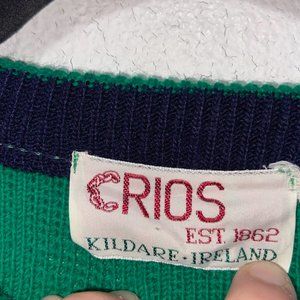 CRIOS
EST. 1862
KILDARE · IRELAND